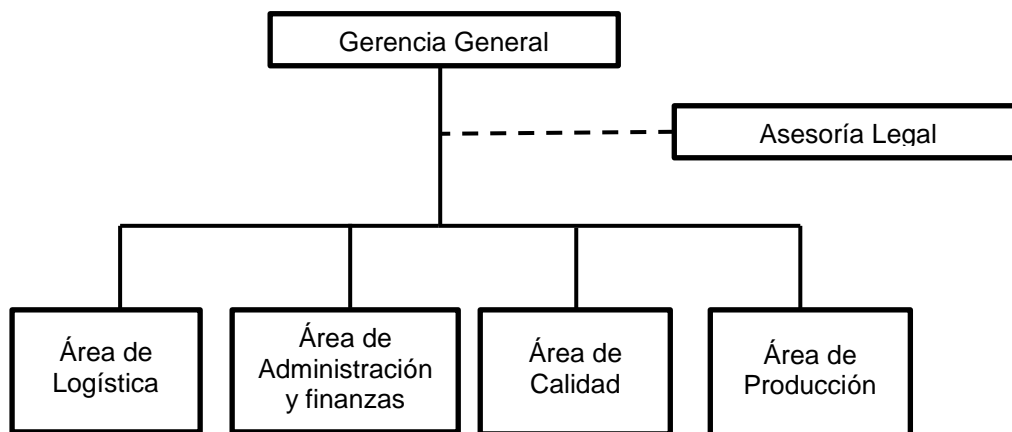 Gerencia General
Asesoría Legal
Área de
Logística
Área de
Administración
y finanzas
Área de
Calidad
Área de
Producción